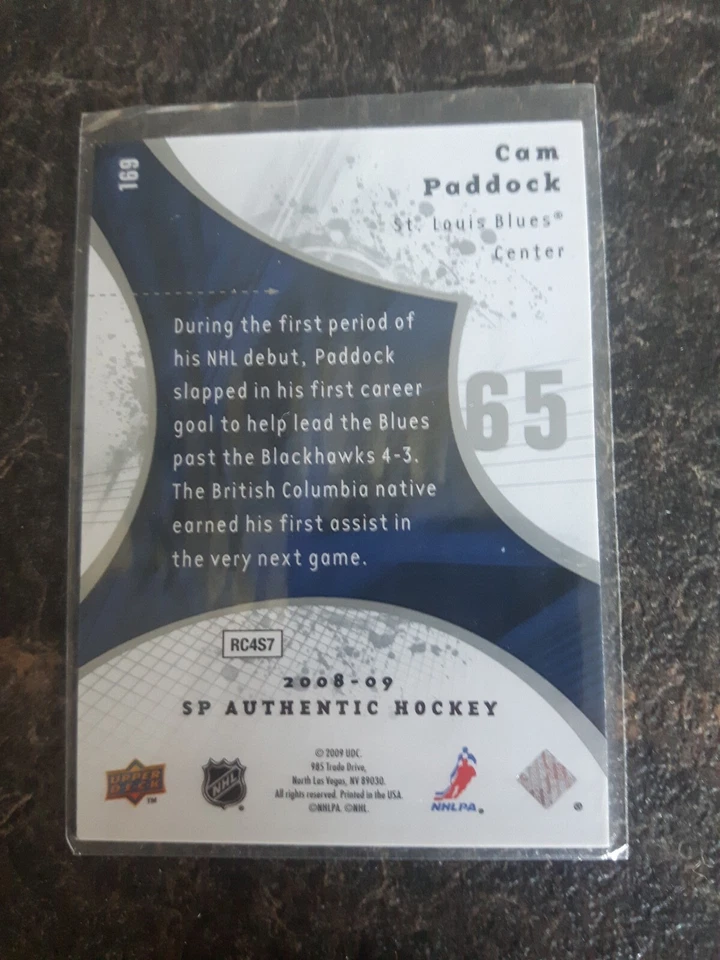 169
Cam
Paddock
St. Louis Blues®
Center
65
During the first period of
his NHL debut, Paddock
slapped in his first career
goal to help lead the Blues
past the Blackhawks 4-3.
The British Columbia native
earned his first assist in
the very next game.
RC4S7
2008-09
SP AUTHENTIC HOCKEY
UPPER
DECK
TM
NHL
®
© 2009 UDC.
985 Trade Drive,
North Las Vegas, NV 89030.
All rights reserved. Printed in the USA.
©NHLPA. ©NHL.
NHLPA®
®